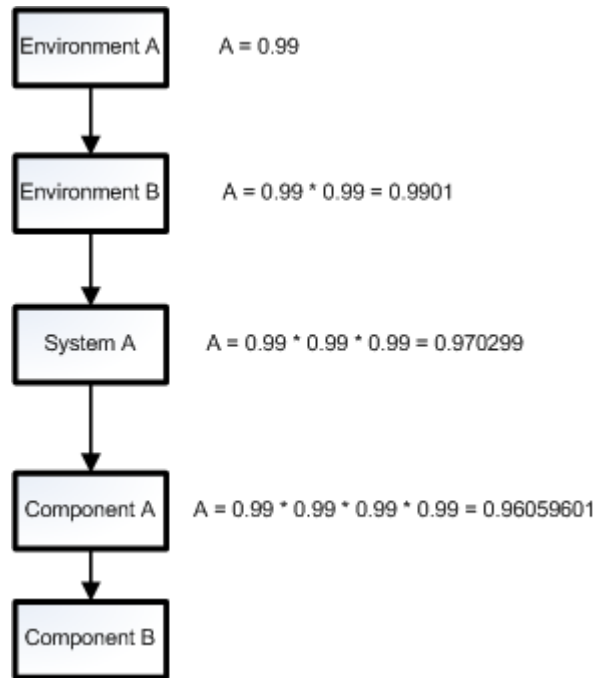 Environment A
A = 0.99
Environment B
A = 0.99 * 0.99 = 0.9901
System A
A = 0.99 * 0.99 * 0.99 = 0.970299
Component A
A = 0.99 * 0.99 * 0.99 * 0.99 = 0.96059601
Component B